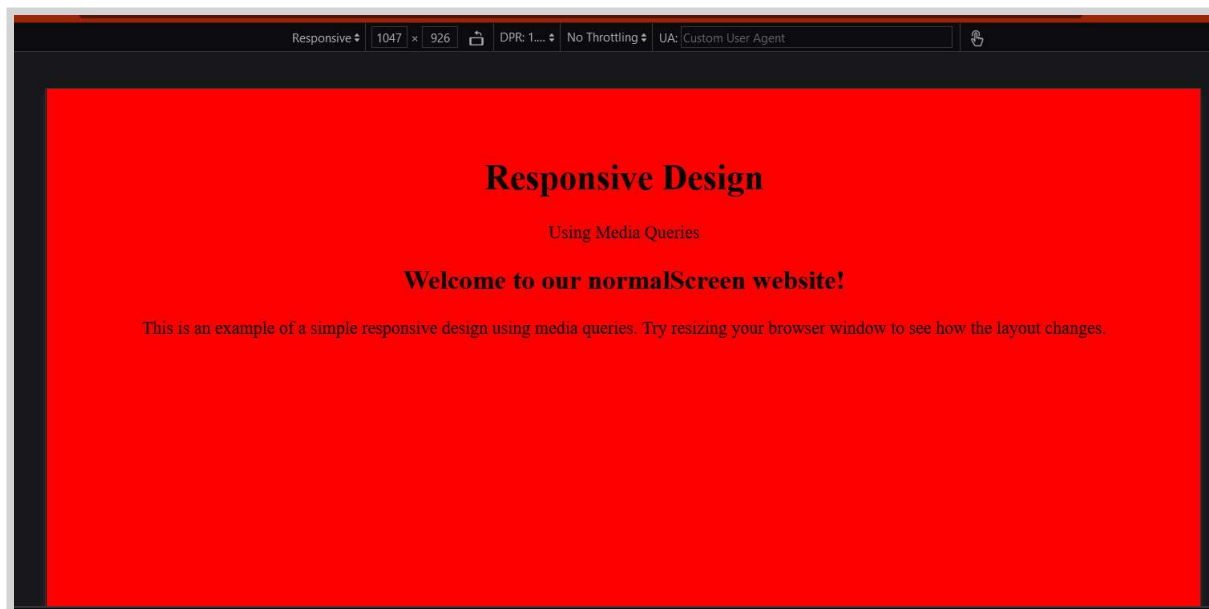 Responsive 1047 × 926 DPR: 1.... No Throttling UA: Custom User Agent
Responsive Design
Using Media Queries
Welcome to our normalScreen website!
This is an example of a simple responsive design using media queries. Try resizing your browser window to see how the layout changes.